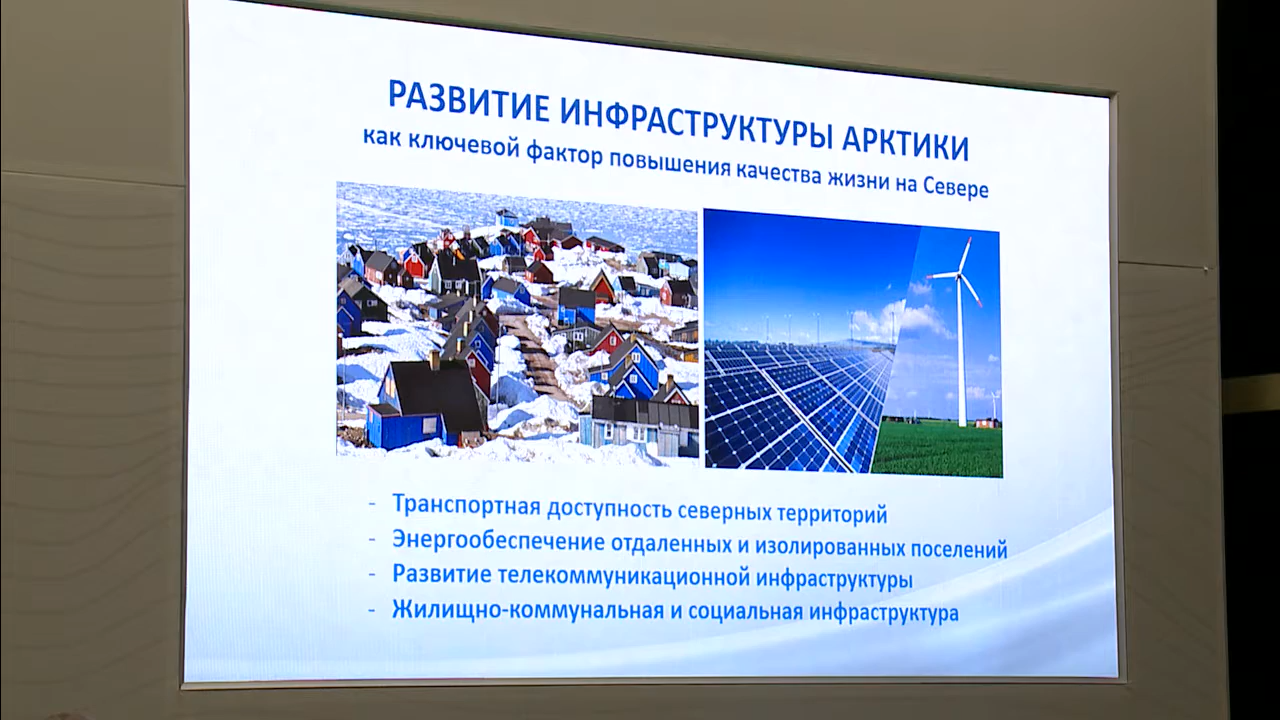 РАЗВИТИЕ ИНФРАСТРУКТУРЫ АРКТИКИ
как ключевой фактор повышения качества жизни на Севере
- Транспортная доступность северных территорий
- Энергообеспечение отдаленных и изолированных поселений
- Развитие телекоммуникационной инфраструктуры
- Жилищно-коммунальная и социальная инфраструктура